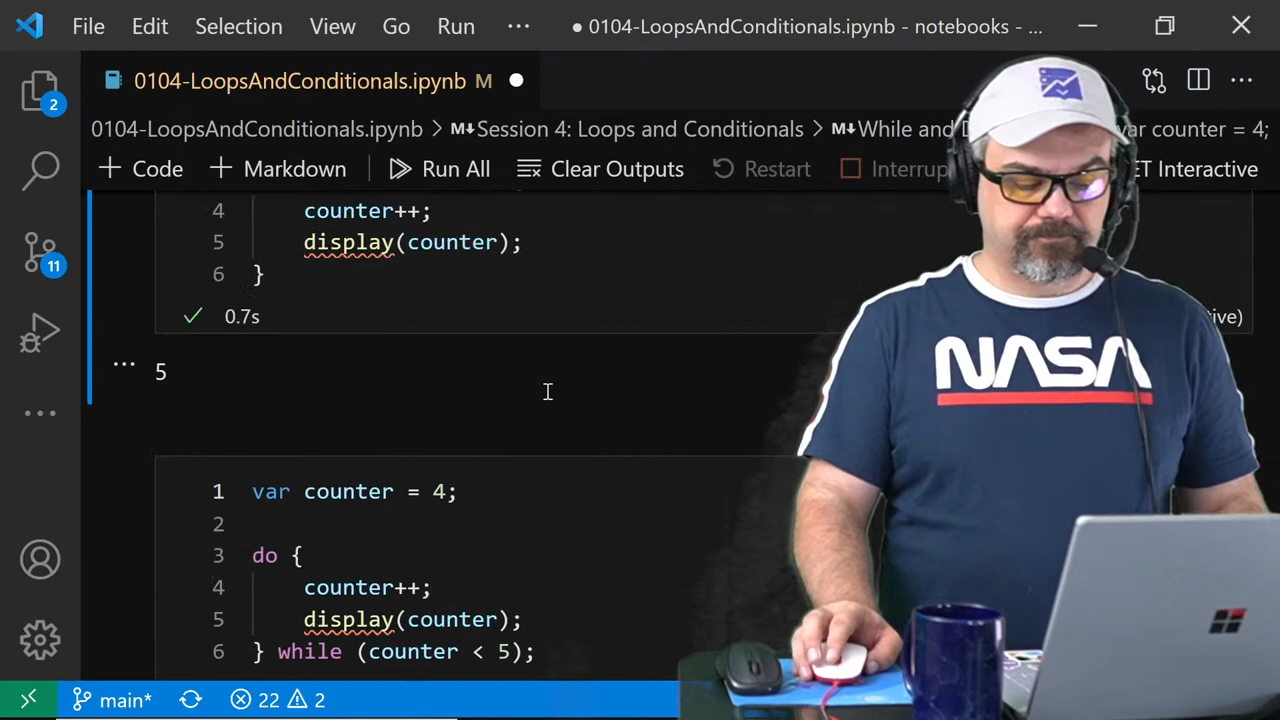 File Edit Selection View Go Run ··· ● 0104-LoopsAndConditionals.ipynb - notebooks - ...
0104-LoopsAndConditionals.ipynb M
2
0104-LoopsAndConditionals.ipynb > Session 4: Loops and Conditionals > While and D var counter = 4;
+ Code + Markdown Run All Clear Outputs Restart Interrup ET Interactive
4 counter++;
5 display(counter);
6 }
11
0.7s
5
1 var counter = 4;
2
3 do {
4 counter++;
5 display(counter);
6 } while (counter < 5);
main* 22 2
NASA